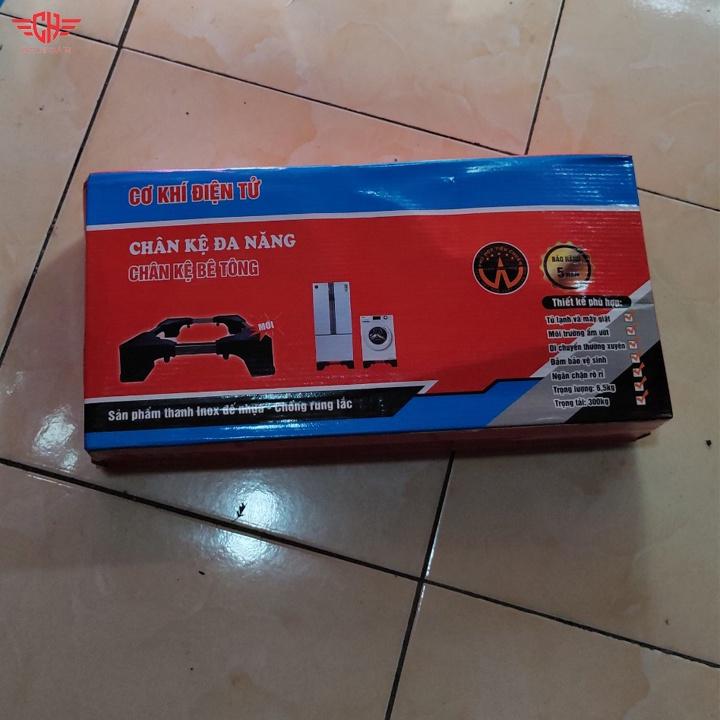 CƠ KHÍ ĐIỆN TỬ
CHÂN KỆ ĐA NĂNG
CHÂN KỆ BÊ TÔNG
MỚI
BẢO HÀNH
5 NĂM
Thiết kế phù hợp:
Tủ lạnh và máy giặt
Môi trường ẩm ướt
Di chuyển thường xuyên
Đảm bảo vệ sinh
Ngăn chặn rò rỉ
Trọng lượng: 6.5kg
Trọng tải: 300kg
Sản phẩm thanh Inox đế nhựa - Chống rung lắc